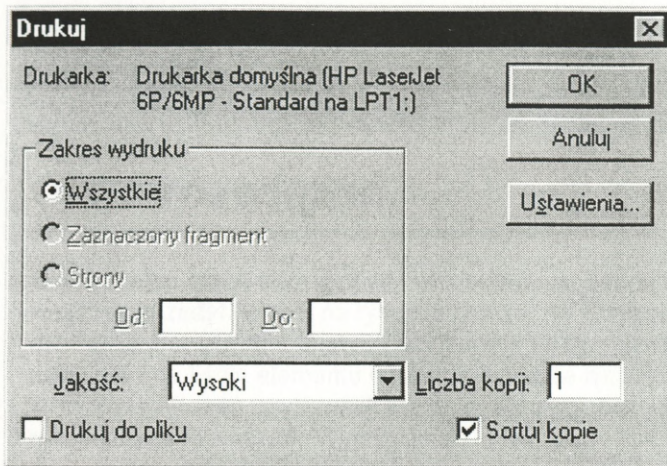 Drukuj
Drukarka: Drukarka domyślna (HP LaserJet
6P/6MP - Standard na LPT1:)
OK
Anuluj
Ustawienia...
Zakres wydruku
Wszystkie
Zaznaczony fragment
Strony
Od: Do:
Jakość: Wysoki Liczba kopii: 1
Drukuj do pliku Sortuj kopie